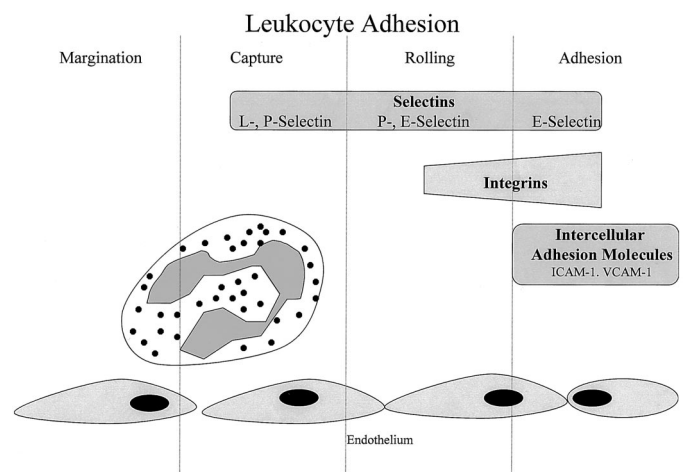 Leukocyte Adhesion
Margination Capture Rolling Adhesion
Selectins
L-, P-Selectin P-, E-Selectin E-Selectin
Integrins
Intercellular
Adhesion Molecules
ICAM-1. VCAM-1
Endothelium